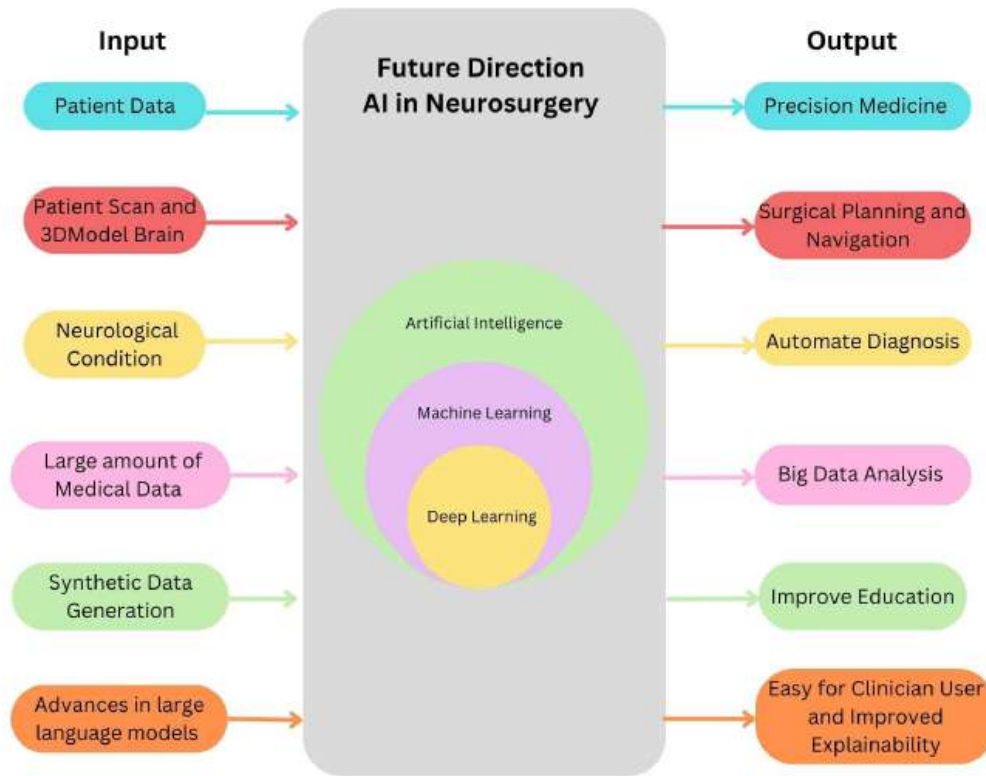 Input
Patient Data
Patient Scan and
3DModel Brain
Neurological
Condition
Large amount of
Medical Data
Synthetic Data
Generation
Advances in large
language models
Future Direction
AI in Neurosurgery
Artificial Intelligence
Machine Learning
Deep Learning
Output
Precision Medicine
Surgical Planning and
Navigation
Automate Diagnosis
Big Data Analysis
Improve Education
Easy for Clinician User
and Improved
Explainability